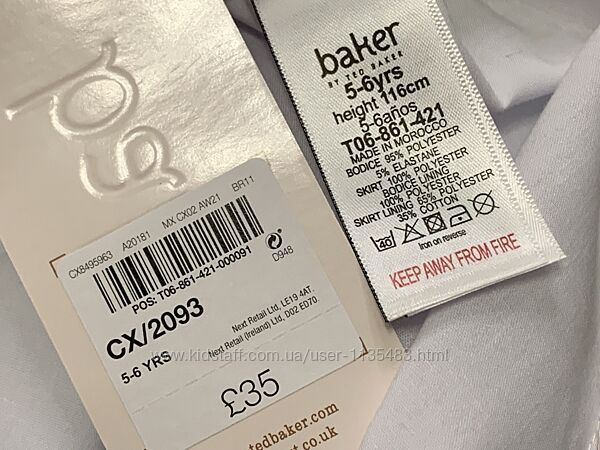 CX8495963 A20181 MX CX02 AW21 BR11
POS: T06-861-421-000091
D948
CX/2093
5-6 YRS
Next Retail Ltd, LE19 4AT.
Next Retail (Ireland) Ltd, D02 ED70.
£35
tedbaker.com
t.co.uk
baker
BY TED BAKER
5-6yrs
height 116cm
5-6años
T06-861-421
MADE IN MOROCCO
BODICE 95% POLYESTER
5% ELASTANE
SKIRT 100% POLYESTER
BODICE LINING
100% POLYESTER
SKIRT LINING 65% POLYESTER
35% COTTON
40
Iron on reverse
KEEP AWAY FROM FIRE
www.kidstaff.com.ua/user-1135483.html